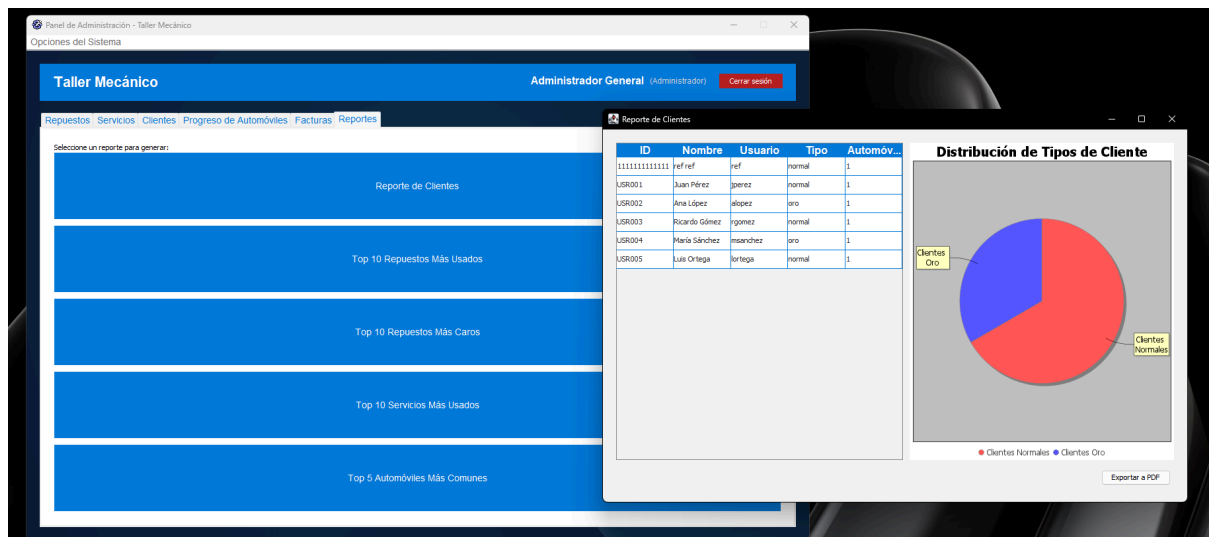 Panel de Administración - Taller Mecánico
Opciones del Sistema
Taller Mecánico
Administrador General (Administrador)
Cerrar sesión
Repuestos Servicios Clientes Progreso de Automóviles Facturas Reportes
Seleccione un reporte para generar:
Reporte de Clientes
Top 10 Repuestos Más Usados
Top 10 Repuestos Más Caros
Top 10 Servicios Más Usados
Top 5 Automóviles Más Comunes
Reporte de Clientes
ID Nombre Usuario Tipo Automóv...
1111111111111 ref ref ref normal 1
USR001 Juan Pérez jperez normal 1
USR002 Ana López alopez oro 1
USR003 Ricardo Gómez rgomez normal 1
USR004 María Sánchez msanchez oro 1
USR005 Luis Ortega lortega normal 1
Distribución de Tipos de Cliente
Clientes
Oro
Clientes
Normales
Clientes Normales Clientes Oro
Exportar a PDF